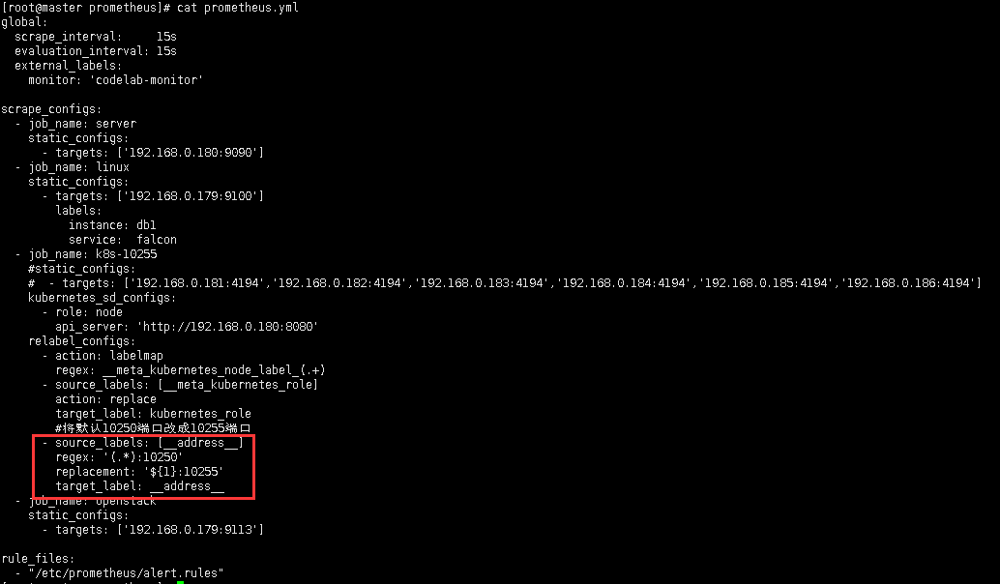 [root@master prometheus]# cat prometheus.yml
global:
  scrape_interval:     15s
  evaluation_interval: 15s
  external_labels:
    monitor: 'codelab-monitor'

scrape_configs:
  - job_name: server
    static_configs:
      - targets: ['192.168.0.180:9090']
  - job_name: linux
    static_configs:
      - targets: ['192.168.0.179:9100']
        labels:
          instance: db1
          service:  falcon
  - job_name: k8s-10255
    #static_configs:
    #  - targets: ['192.168.0.181:4194','192.168.0.182:4194','192.168.0.183:4194','192.168.0.184:4194','192.168.0.185:4194','192.168.0.186:4194']
    kubernetes_sd_configs:
      - role: node
        api_server: 'http://192.168.0.180:8080'
    relabel_configs:
      - action: labelmap
        regex: __meta_kubernetes_node_label_(.+)
      - source_labels: [__meta_kubernetes_role]
        action: replace
        target_label: kubernetes_role
        #将默认10250端口改成10255端口
      - source_labels: [__address__]
        regex: '(.*):10250'
        replacement: '${1}:10255'
        target_label: __address__
  - job_name: openstack
    static_configs:
      - targets: ['192.168.0.179:9113']

rule_files:
  - "/etc/prometheus/alert.rules"